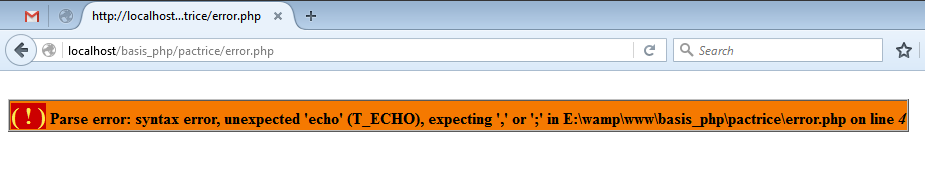 http://localhost...trice/error.php
localhost/basis_php/pactrice/error.php
Search
( ! ) Parse error: syntax error, unexpected 'echo' (T_ECHO), expecting ',' or ';' in E:\wamp\www\basis_php\pactrice\error.php on line 4